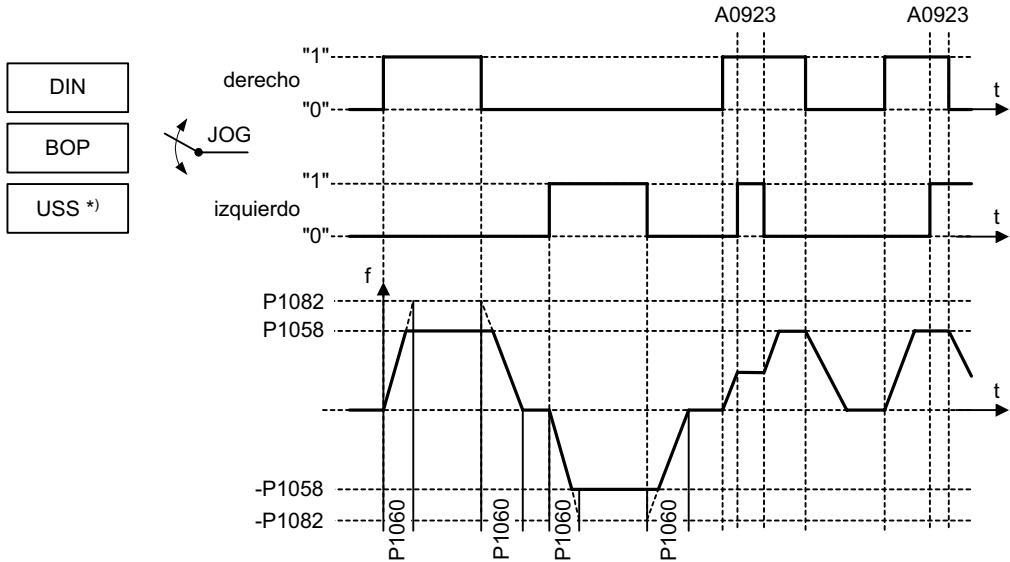 A0923 A0923
DIN
BOP
USS *)
JOG
derecho
"1"
"0"
t
izquierdo
"1"
"0"
t
f
P1082
P1058
t
-P1058
-P1082
P1060
P1060
P1060
P1060